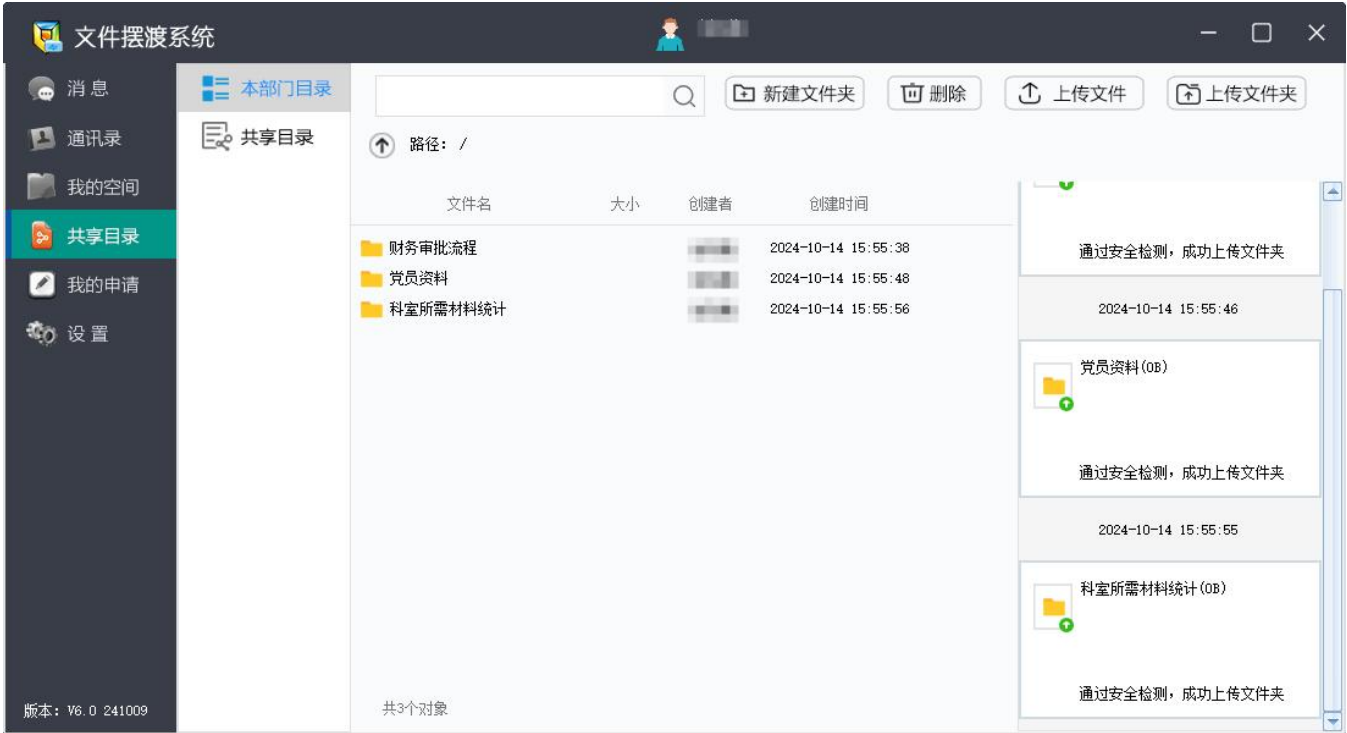 文件摆渡系统
消息
通讯录
我的空间
共享目录
我的申请
设置
版本：V6.0 241009
本部门目录
共享目录
新建文件夹
删除
上传文件
上传文件夹
路径：/
文件名 大小 创建者 创建时间
财务审批流程 2024-10-14 15:55:38
党员资料 2024-10-14 15:55:48
科室所需材料统计 2024-10-14 15:55:56
共3个对象
通过安全检测，成功上传文件夹
2024-10-14 15:55:46
党员资料(0B)
通过安全检测，成功上传文件夹
2024-10-14 15:55:55
科室所需材料统计(0B)
通过安全检测，成功上传文件夹